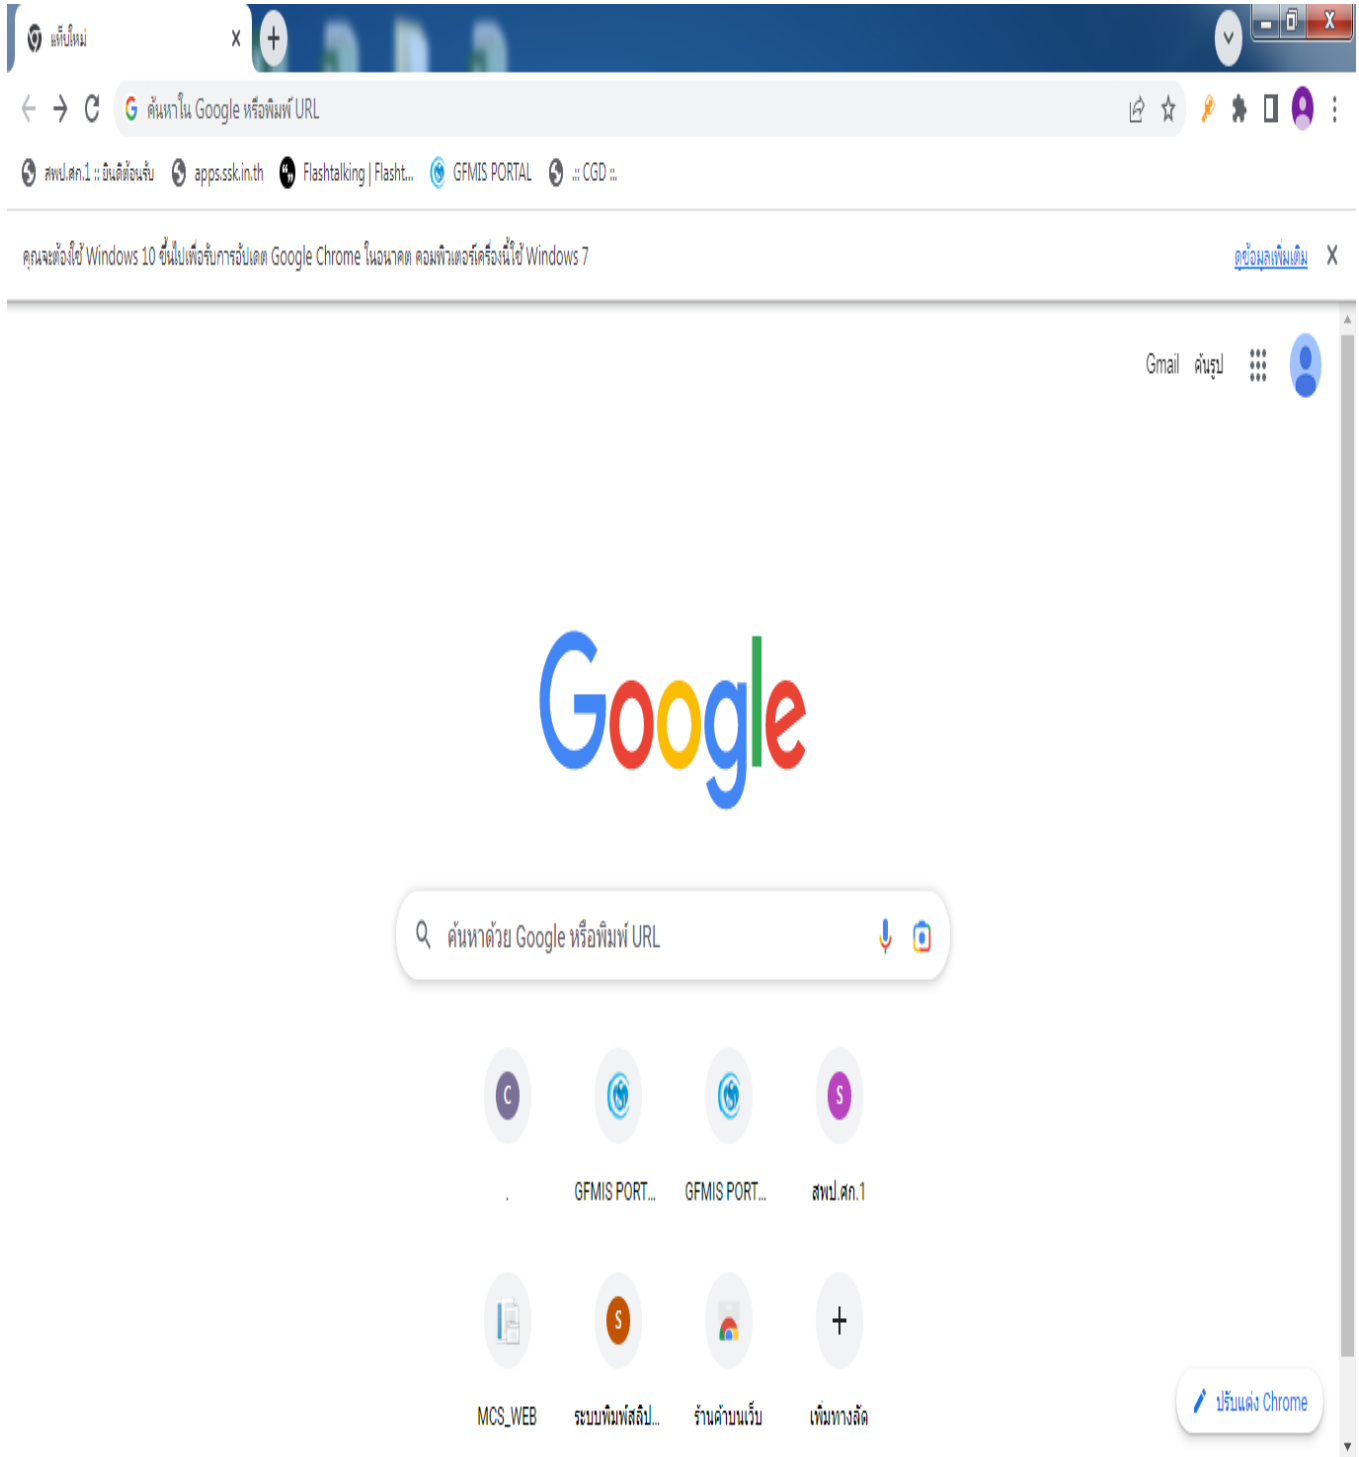 แท็บใหม่
ค้นหาใน Google หรือพิมพ์ URL
สพป.ศก.1 :: ยินดีต้อนรับ apps.ssk.in.th Flashtalking | Flasht... GFMIS PORTAL .:: CGD ::.
คุณจะต้องใช้ Windows 10 ขึ้นไปเพื่อรับการอัปเดต Google Chrome ในอนาคต คอมพิวเตอร์เครื่องนี้ใช้ Windows 7 ดูข้อมูลเพิ่มเติม
Gmail ค้นรูป
Google
ค้นหาด้วย Google หรือพิมพ์ URL
C S
. GFMIS PORT... GFMIS PORT... สพป.ศก.1
S
MCS_WEB ระบบพิมพ์สลิป... ร้านค้าบนเว็บ เพิ่มทางลัด
ปรับแต่ง Chrome